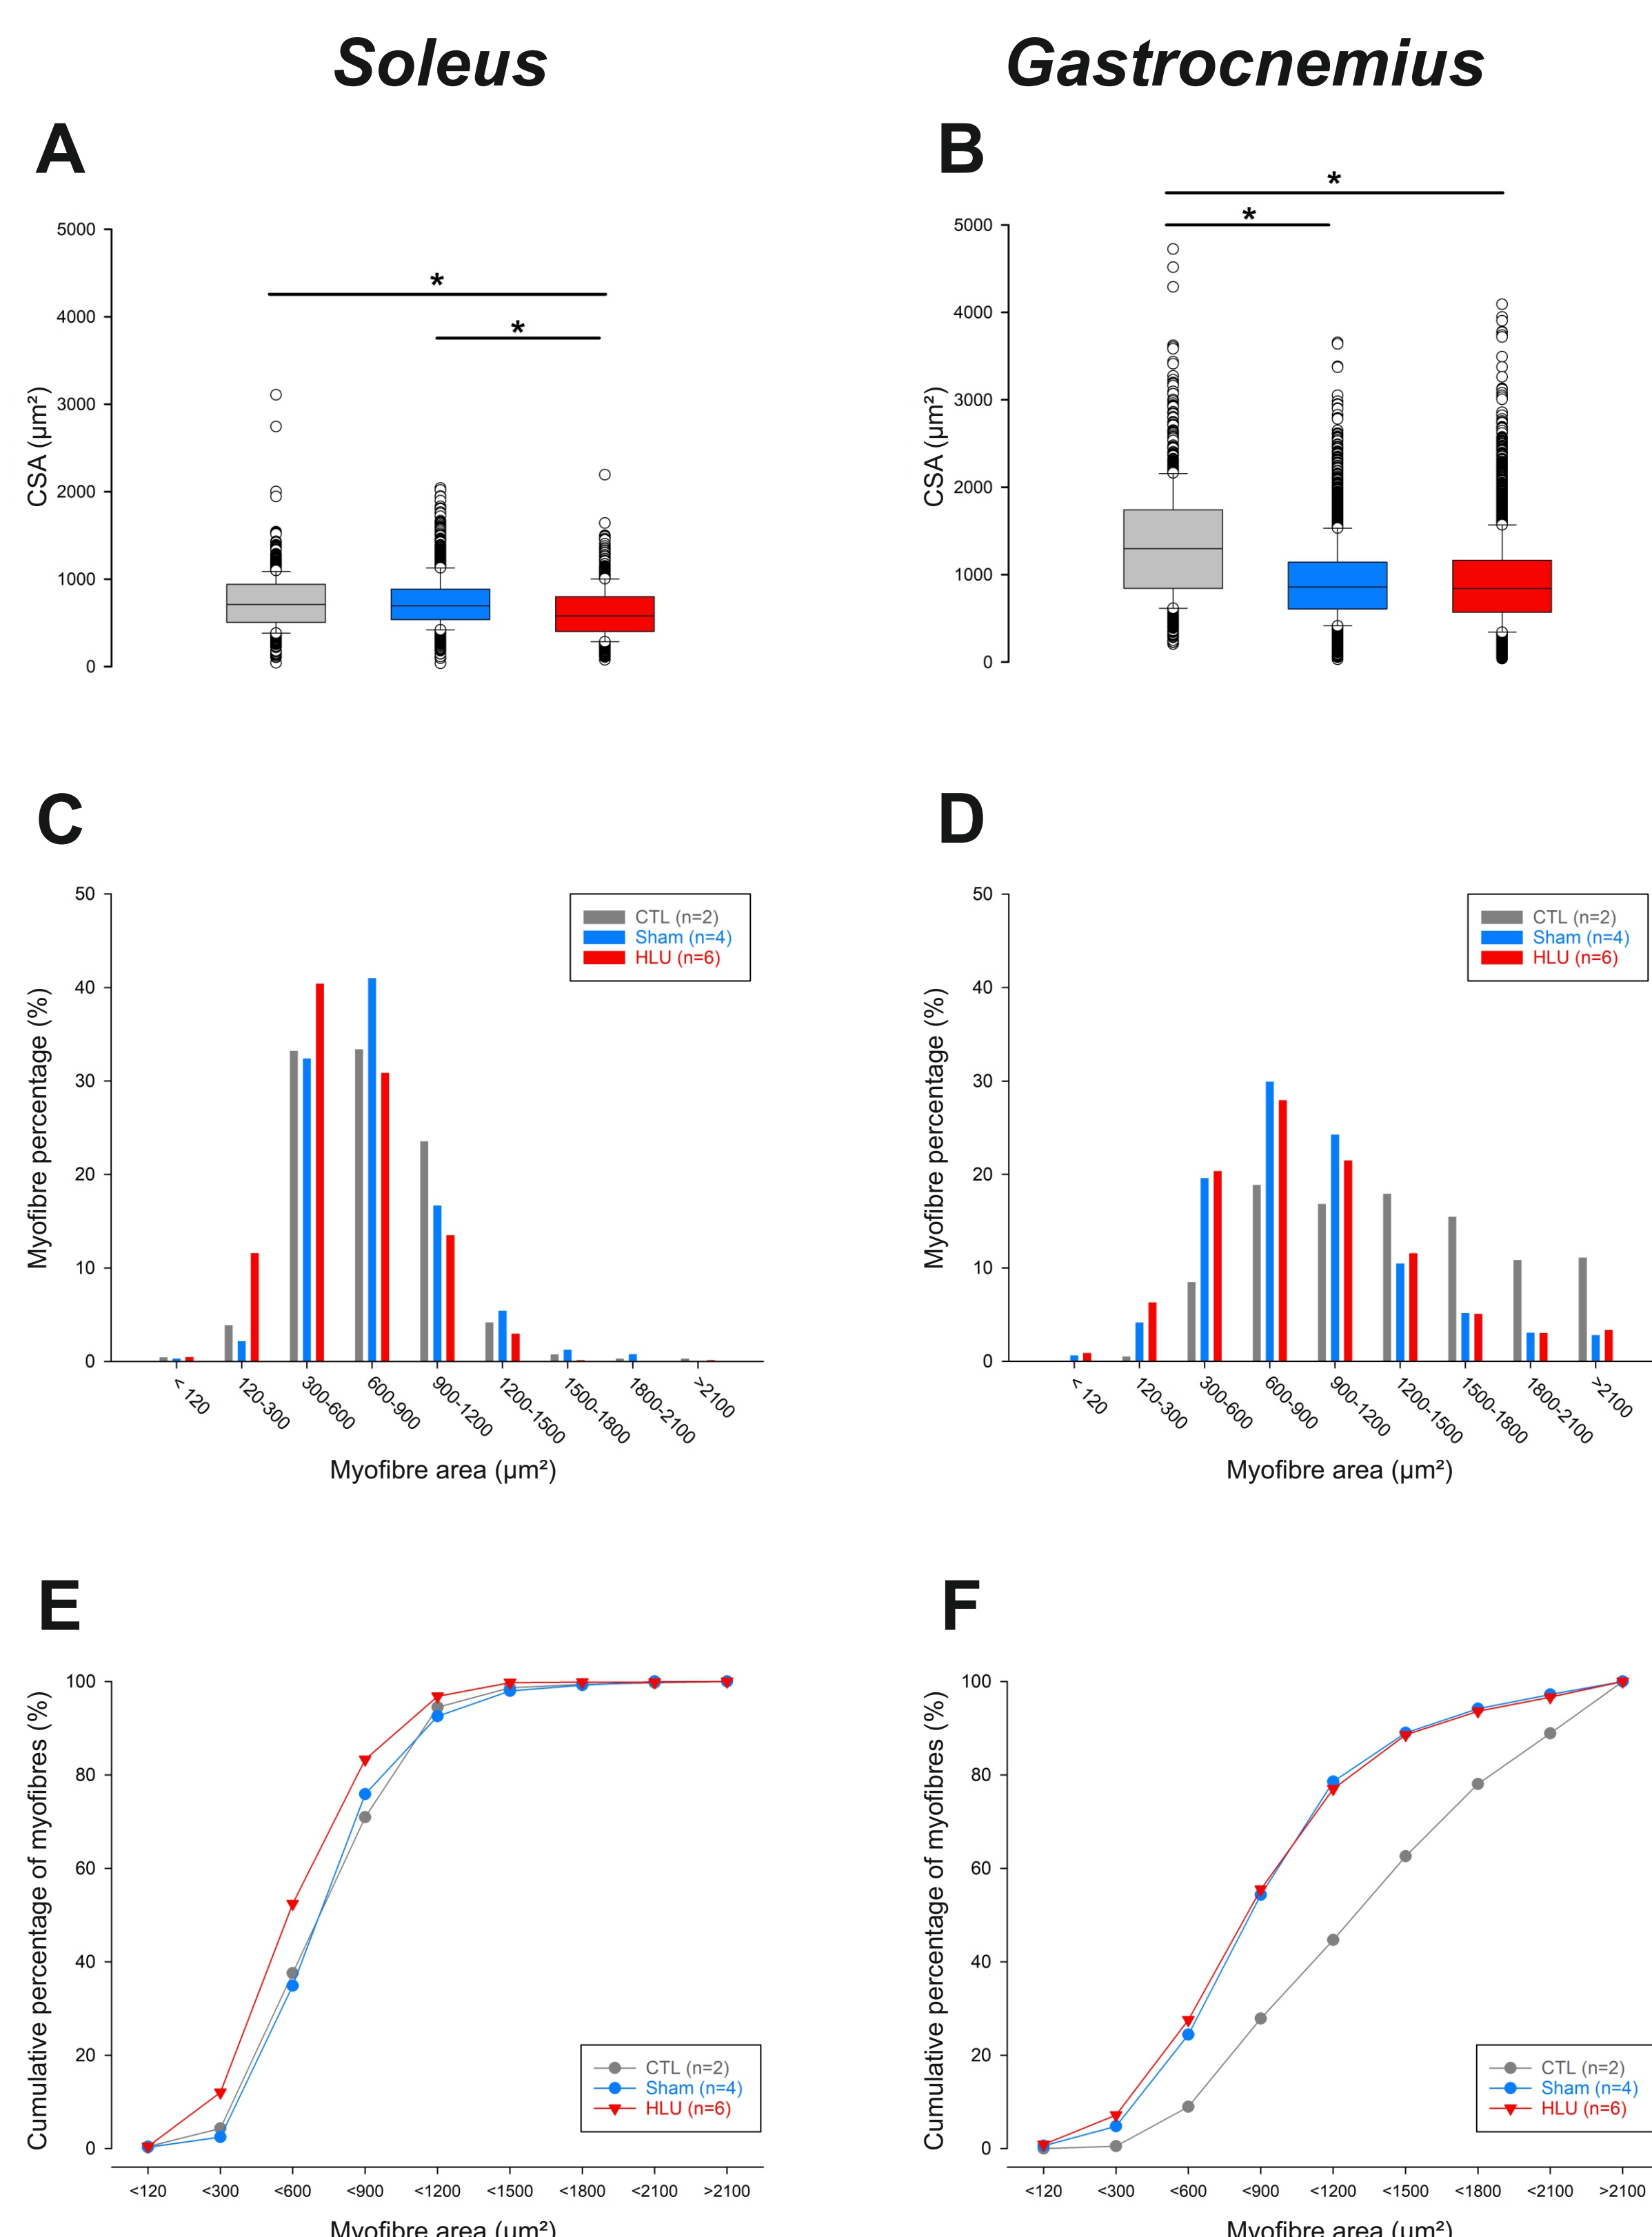 Soleus
Gastrocnemius
A
B
*
*
*
*
5000
4000
3000
2000
1000
0
CSA (µm²)
5000
4000
3000
2000
1000
0
CSA (µm²)
C
D
50
40
30
20
10
0
Myofibre percentage (%)
CTL (n=2)
Sham (n=4)
HLU (n=6)
< 120
120-300
300-600
600-900
900-1200
1200-1500
1500-1800
1800-2100
>2100
Myofibre area (µm²)
50
40
30
20
10
0
Myofibre percentage (%)
CTL (n=2)
Sham (n=4)
HLU (n=6)
< 120
120-300
300-600
600-900
900-1200
1200-1500
1500-1800
1800-2100
>2100
Myofibre area (µm²)
E
F
100
80
60
40
20
0
Cumulative percentage of myofibres (%)
CTL (n=2)
Sham (n=4)
HLU (n=6)
<120 <300 <600 <900 <1200 <1500 <1800 <2100 >2100
Myofibre area (µm²)
100
80
60
40
20
0
Cumulative percentage of myofibres (%)
CTL (n=2)
Sham (n=4)
HLU (n=6)
<120 <300 <600 <900 <1200 <1500 <1800 <2100 >2100
Myofibre area (µm²)